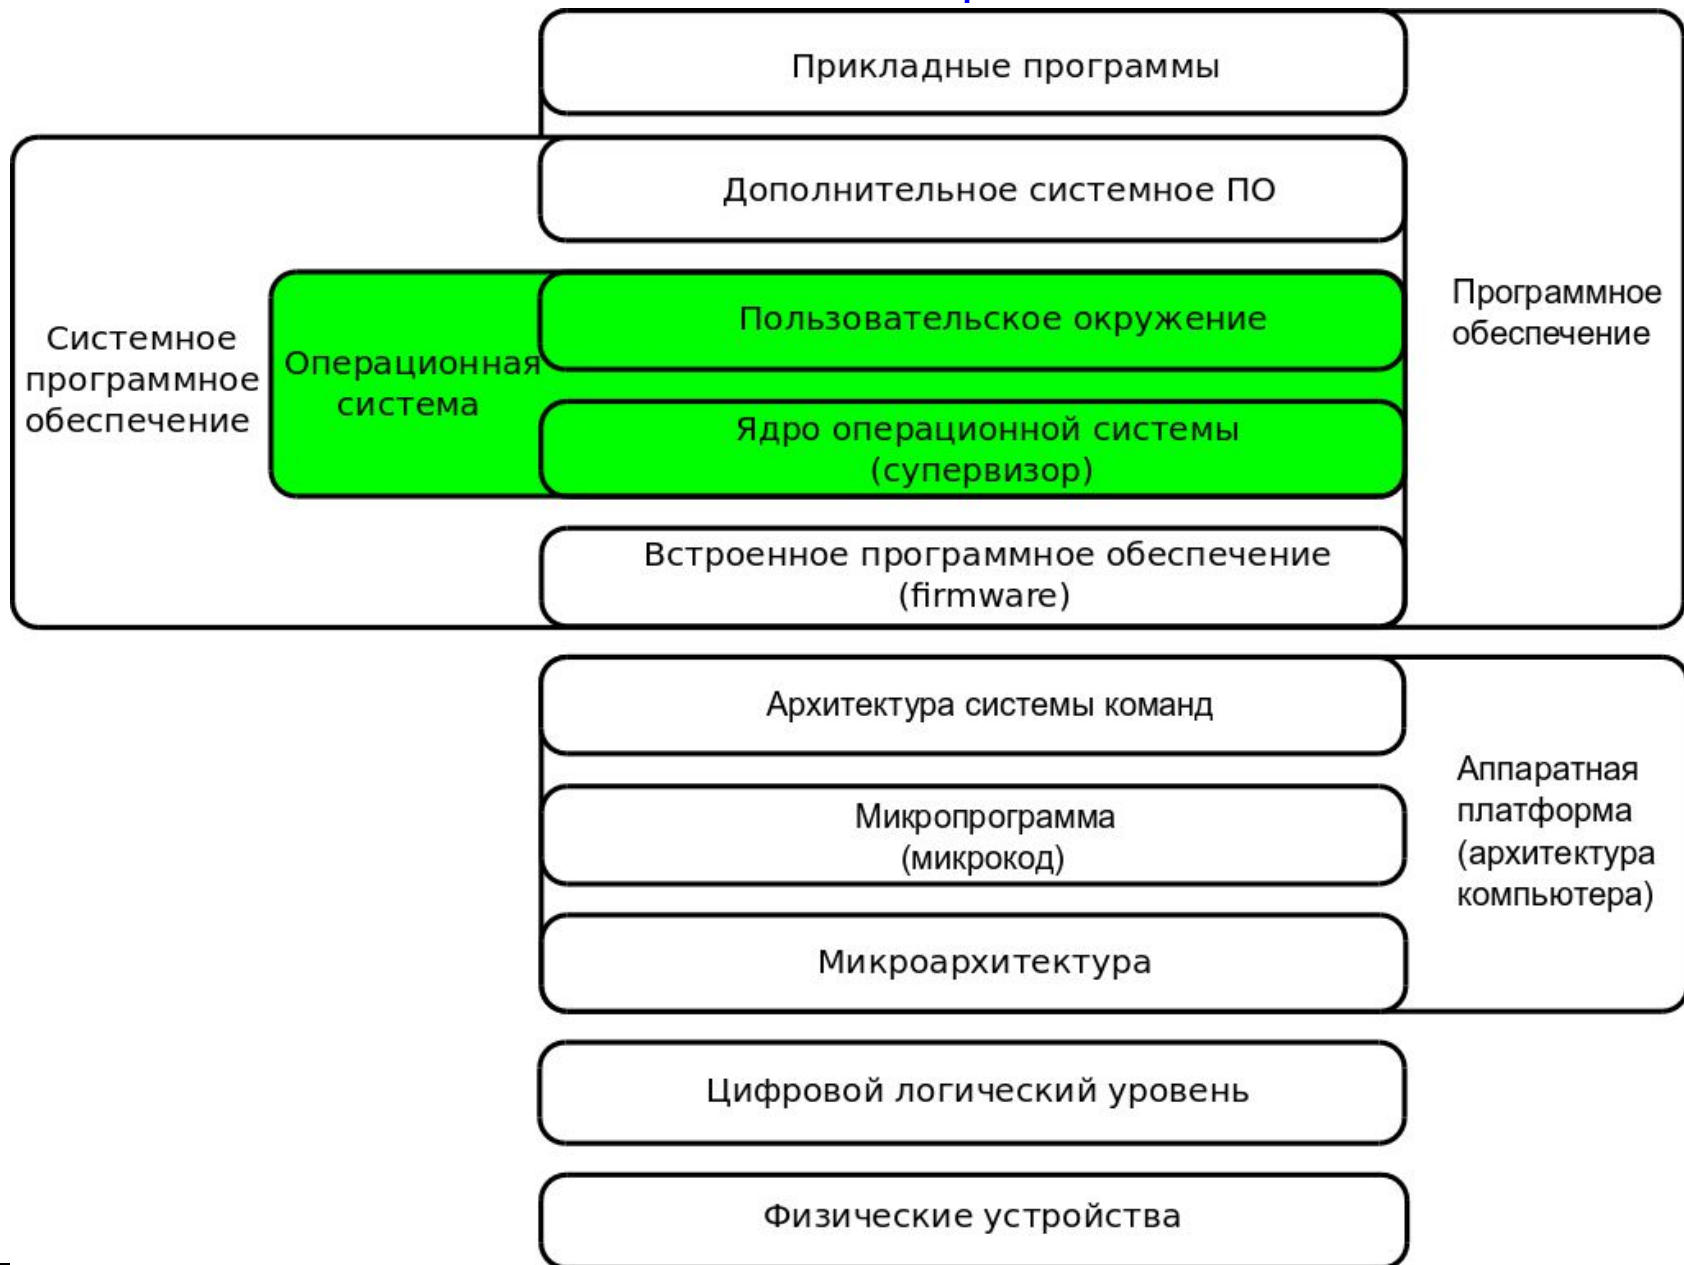 Прикладные программы
Дополнительное системное ПО
Пользовательское окружение
Программное
обеспечение
Системное
программное
обеспечение
Операционная
система
Ядро операционной системы
(супервизор)
Встроенное программное обеспечение
(firmware)
Архитектура системы команд
Микропрограмма
(микрокод)
Аппаратная
платформа
(архитектура
компьютера)
Микроархитектура
Цифровой логический уровень
Физические устройства